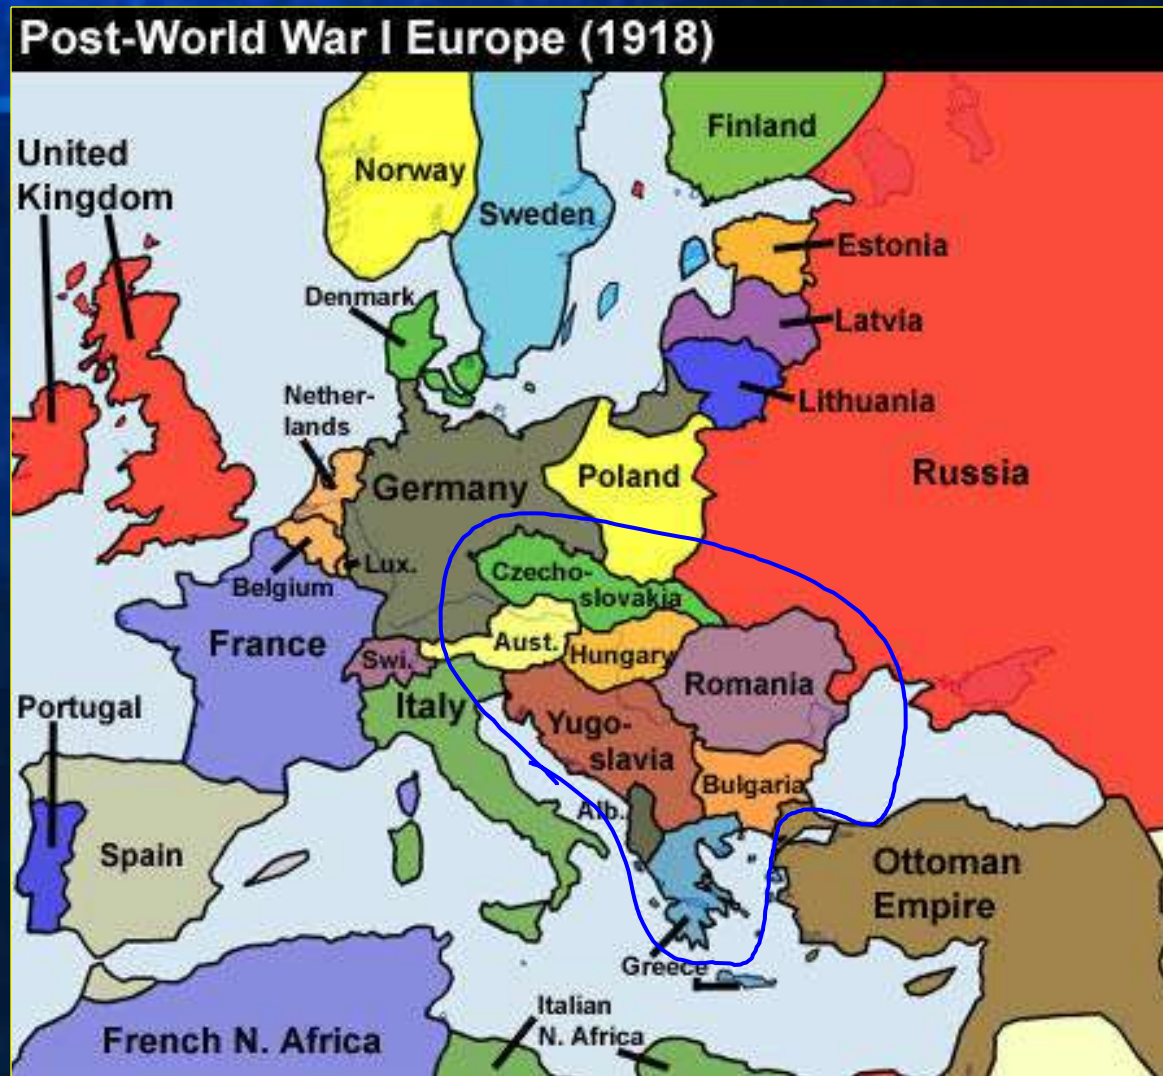 Post-World War I Europe (1918)
United
Kingdom
Norway
Sweden
Finland
Estonia
Latvia
Lithuania
Denmark
Nether-
lands
Germany
Poland
Russia
Belgium
Lux.
Czecho-
slovakia
France
Swi.
Aust.
Hungary
Romania
Italy
Portugal
Yugo-
slavia
Bulgaria
Alb.
Spain
Ottoman
Empire
Greece
Italian
N. Africa
French N. Africa